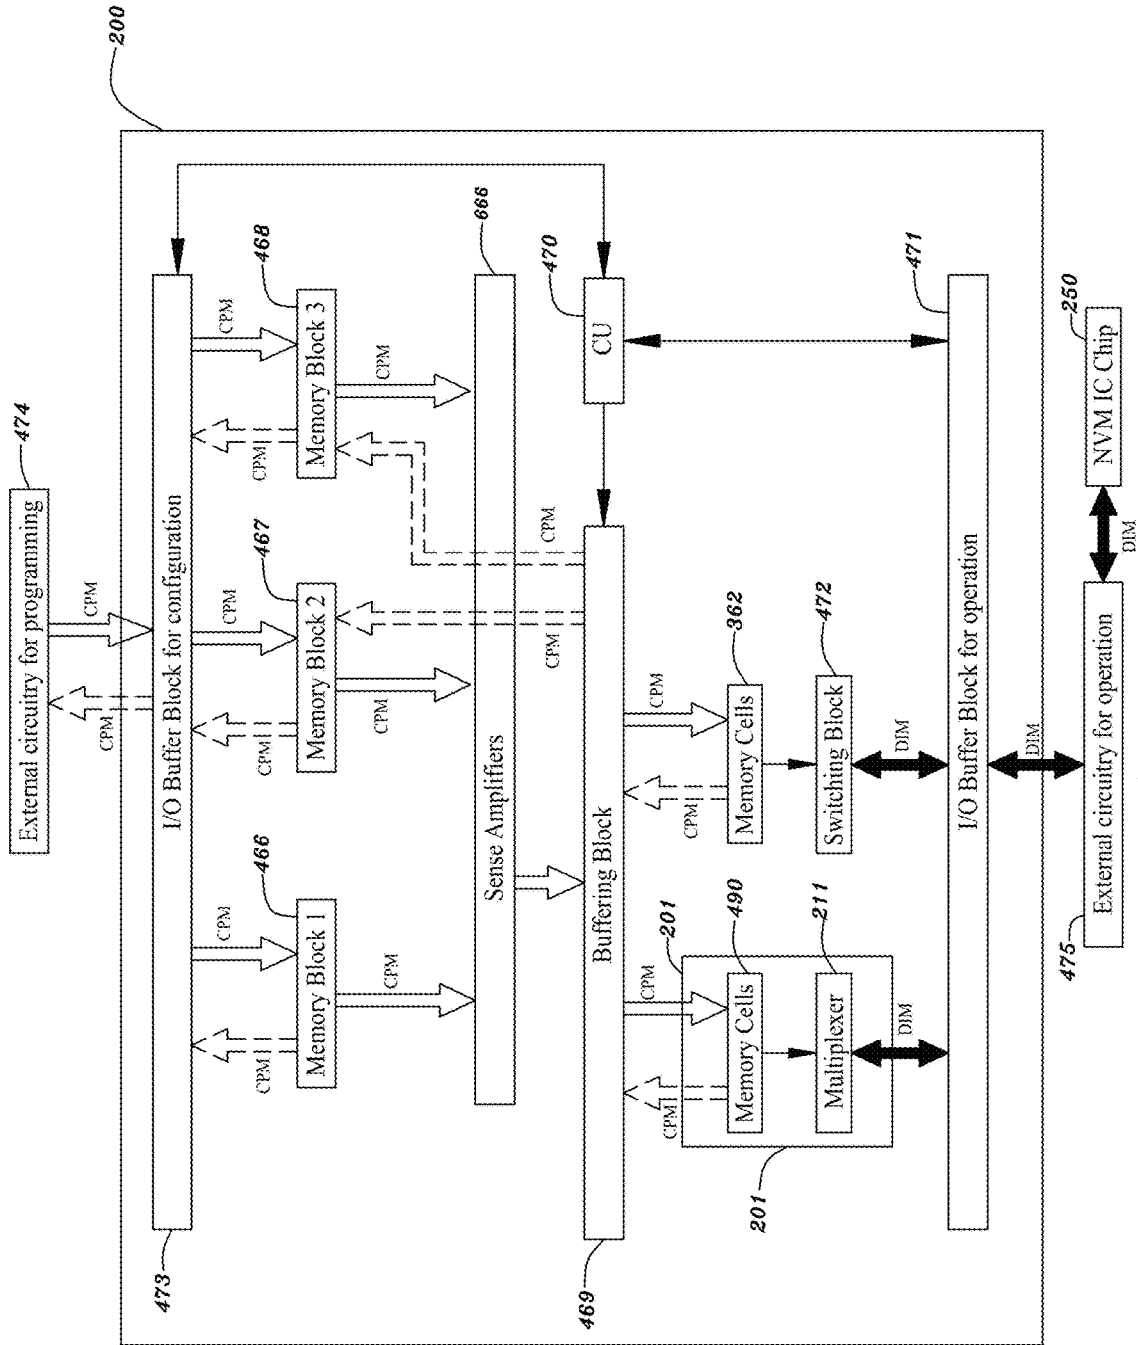 External circuitry for programming
474
CPM
CPM
200
473
I/O Buffer Block for configuration
CPM
CPM
CPM
CPM
CPM
CPM
466
467
468
Memory Block 1
Memory Block 2
Memory Block 3
CPM
CPM
CPM
666
Sense Amplifiers
CPM
CPM
470
469
Buffering Block
CU
CPM
CPM
CPM
CPM
201
490
362
Memory Cells
Memory Cells
201
211
472
Multiplexer
Switching Block
DIM
DIM
471
I/O Buffer Block for operation
DIM
475
250
External circuitry for operation
NVM IC Chip
DIM